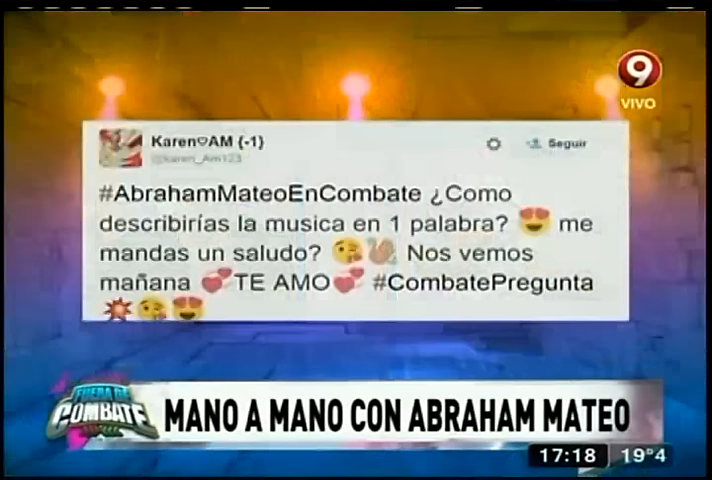 9
VIVO
Karen♡AM {-1}
@karen_Am123
Seguir
#AbrahamMateoEnCombate ¿Como
describirías la musica en 1 palabra? 😍 me
mandas un saludo? 😘🐿 Nos vemos
mañana 💞TE AMO💞 #CombatePregunta
💥😘😍
FUERA DE
COMBATE
MANO A MANO CON ABRAHAM MATEO
17:18 19°4